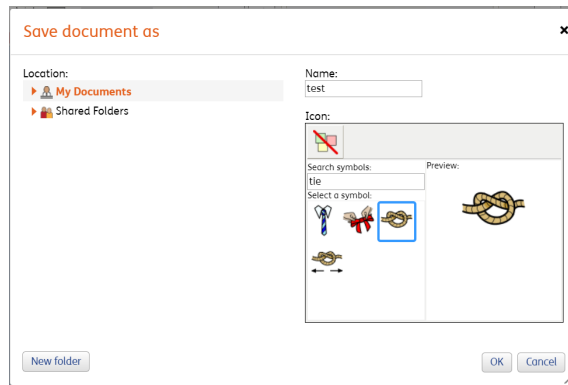 Save document as
Location:
My Documents
Shared Folders
Name:
test
Icon:
Search symbols:
tie
Select a symbol:
Preview:
New folder
OK
Cancel